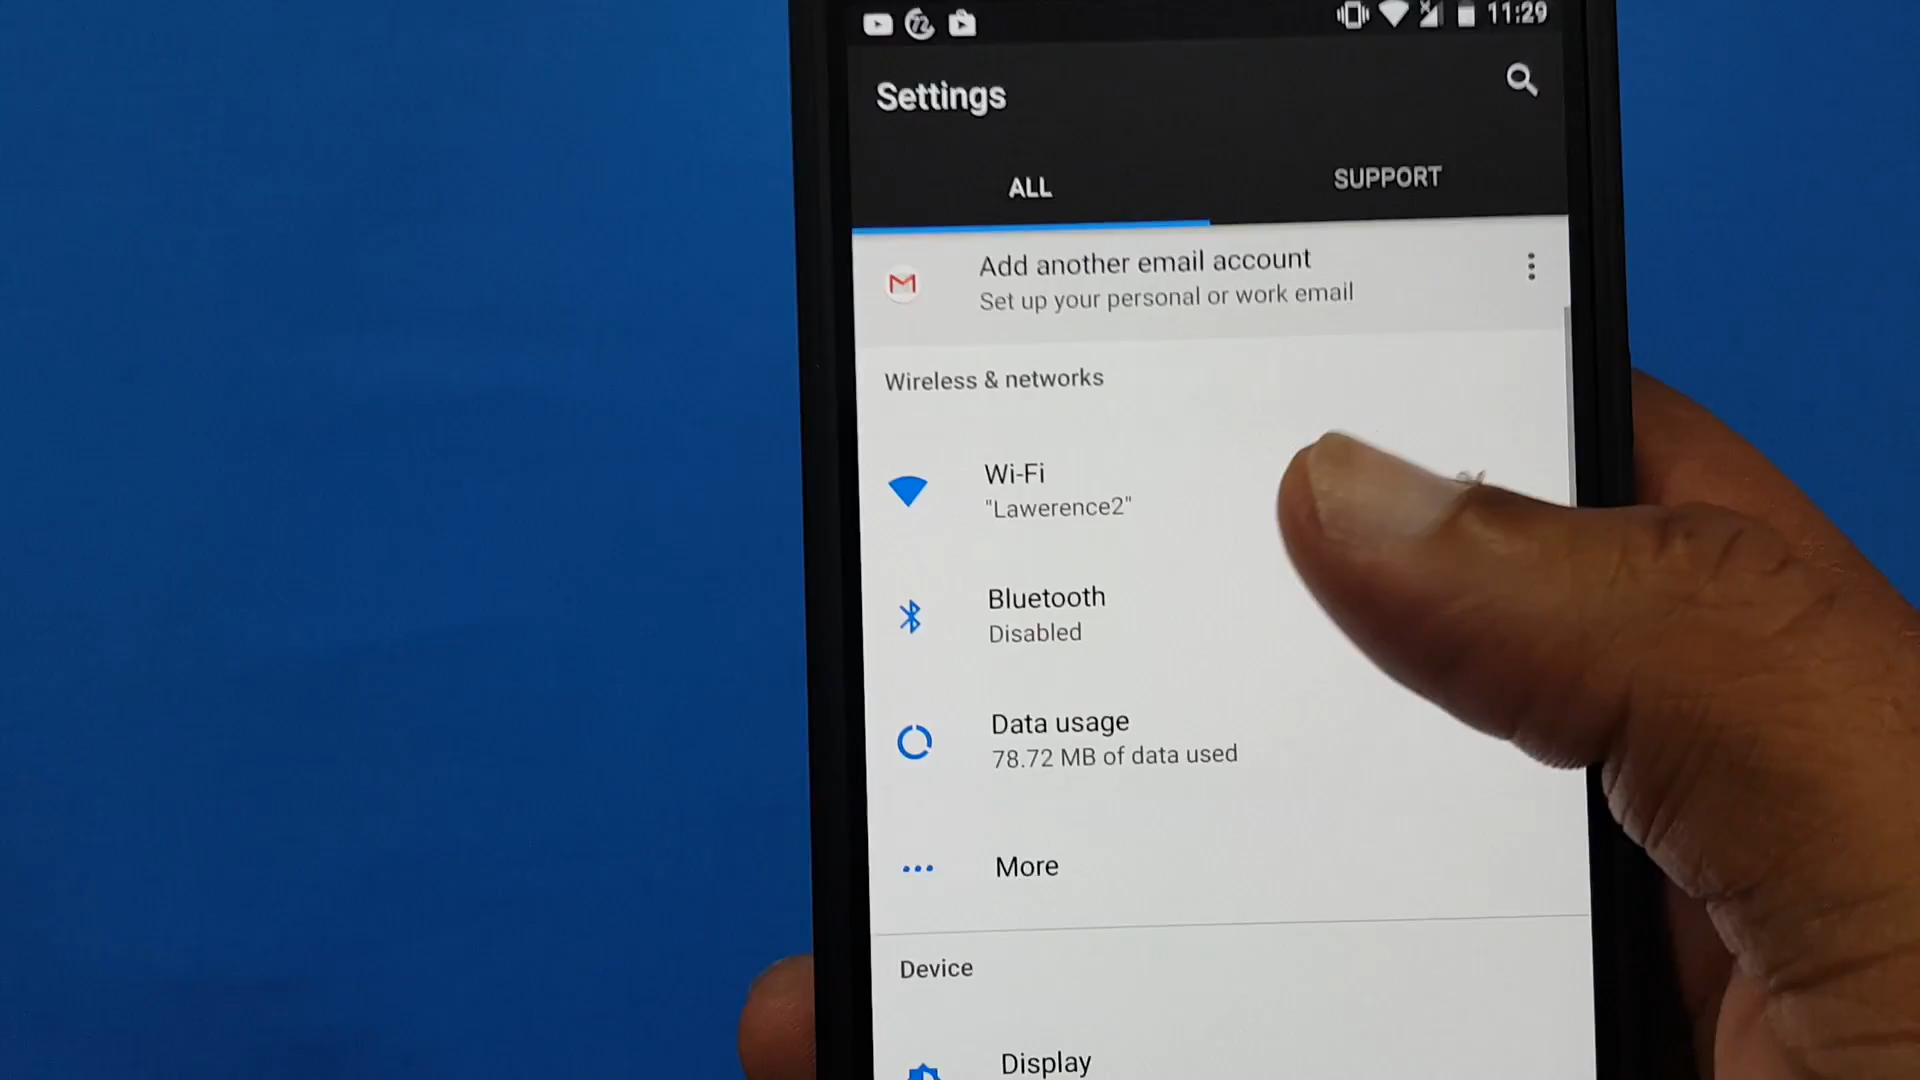 11:29
Settings
ALL
SUPPORT
Add another email account
Set up your personal or work email
Wireless & networks
Wi-Fi
"Lawerence2"
Bluetooth
Disabled
Data usage
78.72 MB of data used
More
Device
Display